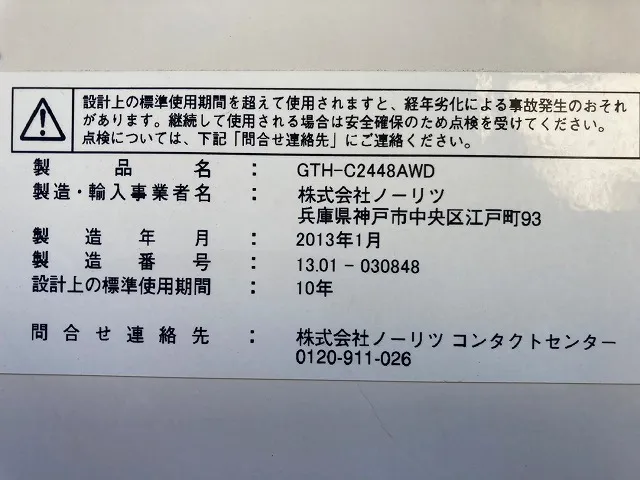 設計上の標準使用期間を超えて使用されますと、経年劣化による事故発生のおそれ
があります。継続して使用される場合は安全確保のため点検を受けてください。
点検については、下記「問合せ連絡先」にご連絡ください。
製品名：GTH-C2448AWD
製造・輸入事業者名：株式会社ノーリツ
兵庫県神戸市中央区江戸町93
製造年月：2013年1月
製造番号：13.01－030848
設計上の標準使用期間：10年
問合せ連絡先：株式会社ノーリツ コンタクトセンター
0120-911-026